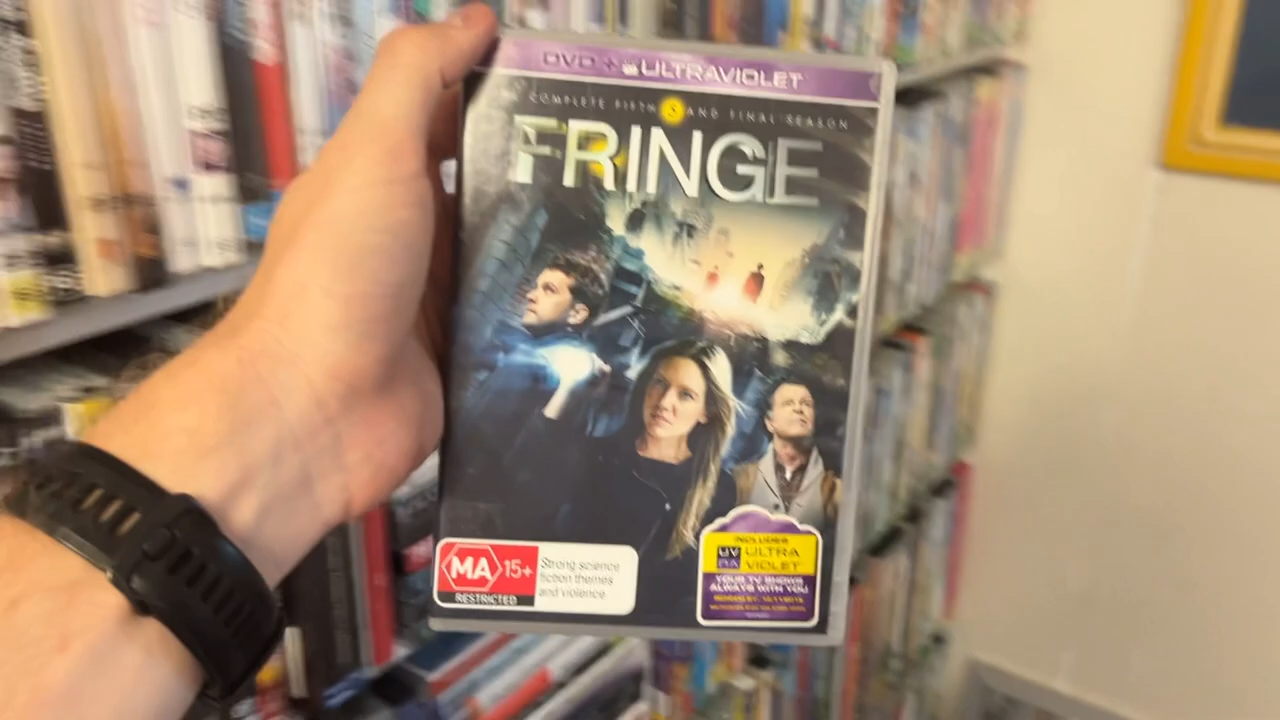 DVD + ULTRAVIOLET
COMPLETE FIFTH 5 AND FINAL SEASON
FRINGE
MA 15+
RESTRICTED
Strong science
fiction themes
and violence
INCLUDES
UV
ULTRA
VIOLET
YOUR TV SHOWS
ALWAYS WITH YOU